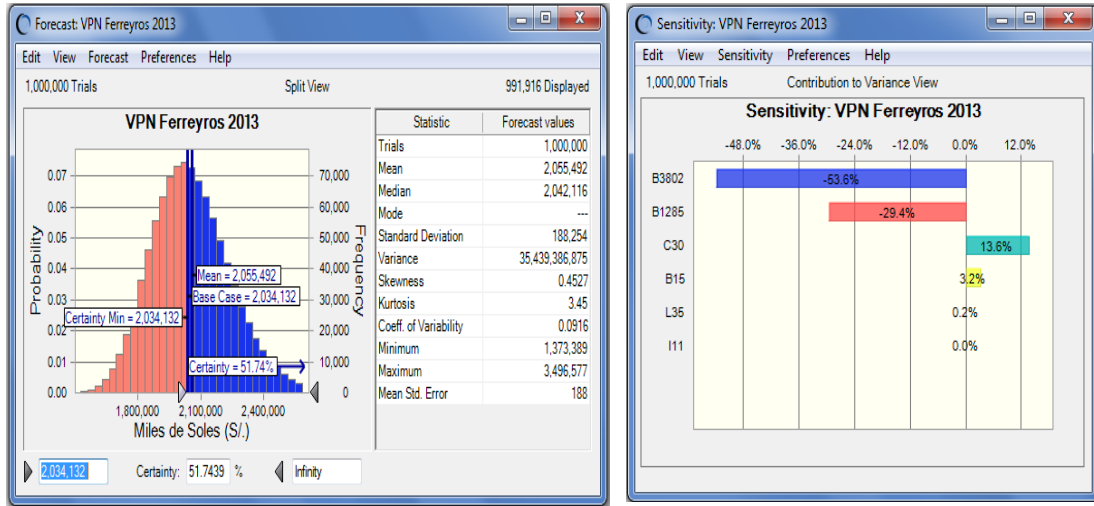 Forecast: VPN Ferreyros 2013
Edit View Forecast Preferences Help
1,000,000 Trials Split View 991,916 Displayed
VPN Ferreyros 2013
Probability
0.07
0.06
0.05
0.04
0.03
0.02
0.01
0.00
70,000
60,000
50,000
40,000
30,000
20,000
10,000
0
Frequency
Mean = 2,055,492
Base Case = 2,034,132
Certainty Min = 2,034,132
Certainty = 51.74%
1,800,000 2,100,000 2,400,000
Miles de Soles (S/.)
Statistic Forecast values
Trials 1,000,000
Mean 2,055,492
Median 2,042,116
Mode ---
Standard Deviation 188,254
Variance 35,439,386,875
Skewness 0.4527
Kurtosis 3.45
Coeff. of Variability 0.0916
Minimum 1,373,389
Maximum 3,496,577
Mean Std. Error 188
2,034,132 Certainty: 51.7439 % Infinity
Sensitivity: VPN Ferreyros 2013
Edit View Sensitivity Preferences Help
1,000,000 Trials Contribution to Variance View
Sensitivity: VPN Ferreyros 2013
-48.0% -36.0% -24.0% -12.0% 0.0% 12.0%
B3802 -53.6%
B1285 -29.4%
C30 13.6%
B15 3.2%
L35 0.2%
I11 0.0%